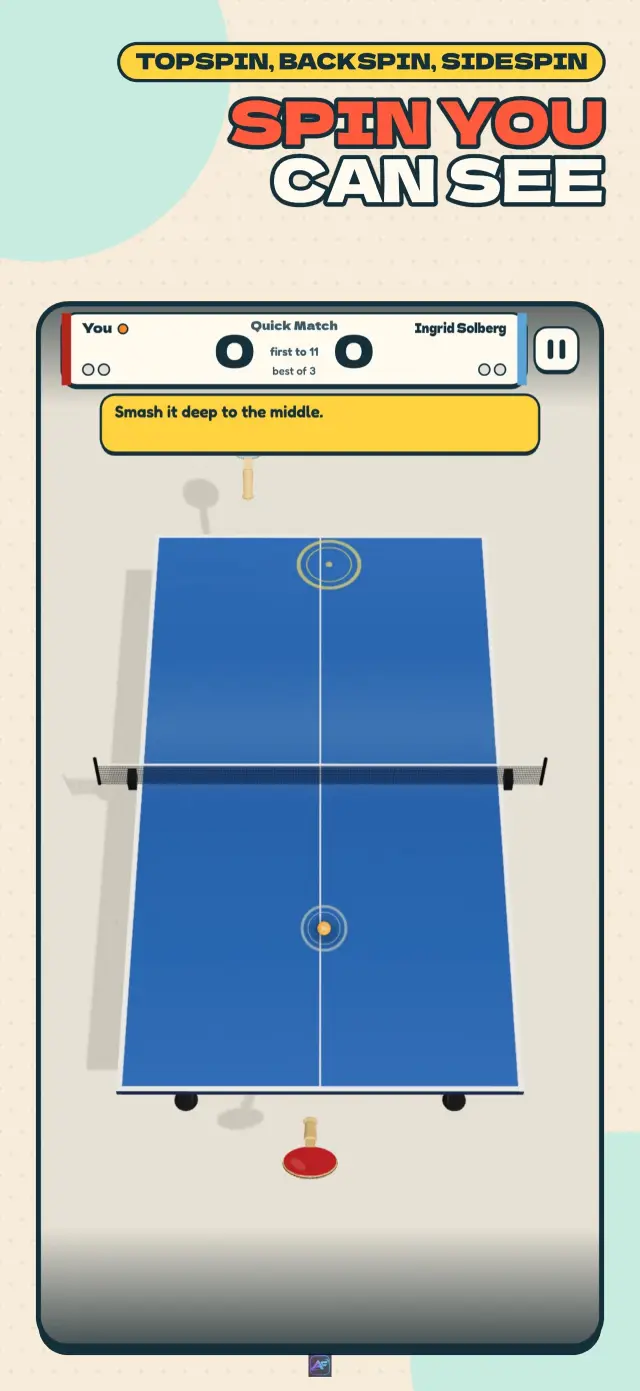 TOPSPIN, BACKSPIN, SIDESPIN
SPIN YOU
CAN SEE
You
Quick Match
Ingrid Solberg
0 first to 11 0
best of 3
Smash it deep to the middle.
AF